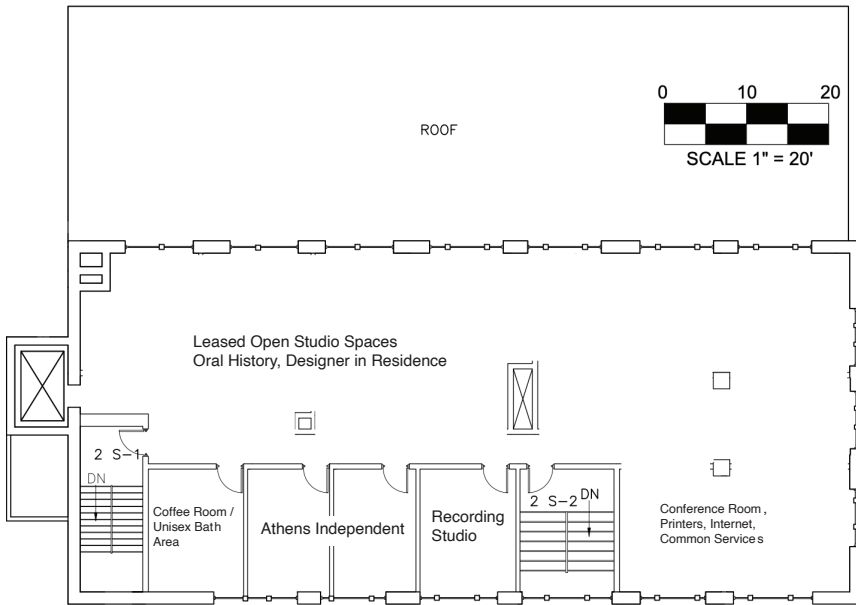 0 10 20
ROOF
SCALE 1" = 20'
Leased Open Studio Spaces
Oral History, Designer in Residence
2 S-1
DN
Coffee Room /
Unisex Bath
Area
Athens Independent
Recording
Studio
2 S-2
DN
Conference Room,
Printers, Internet,
Common Services